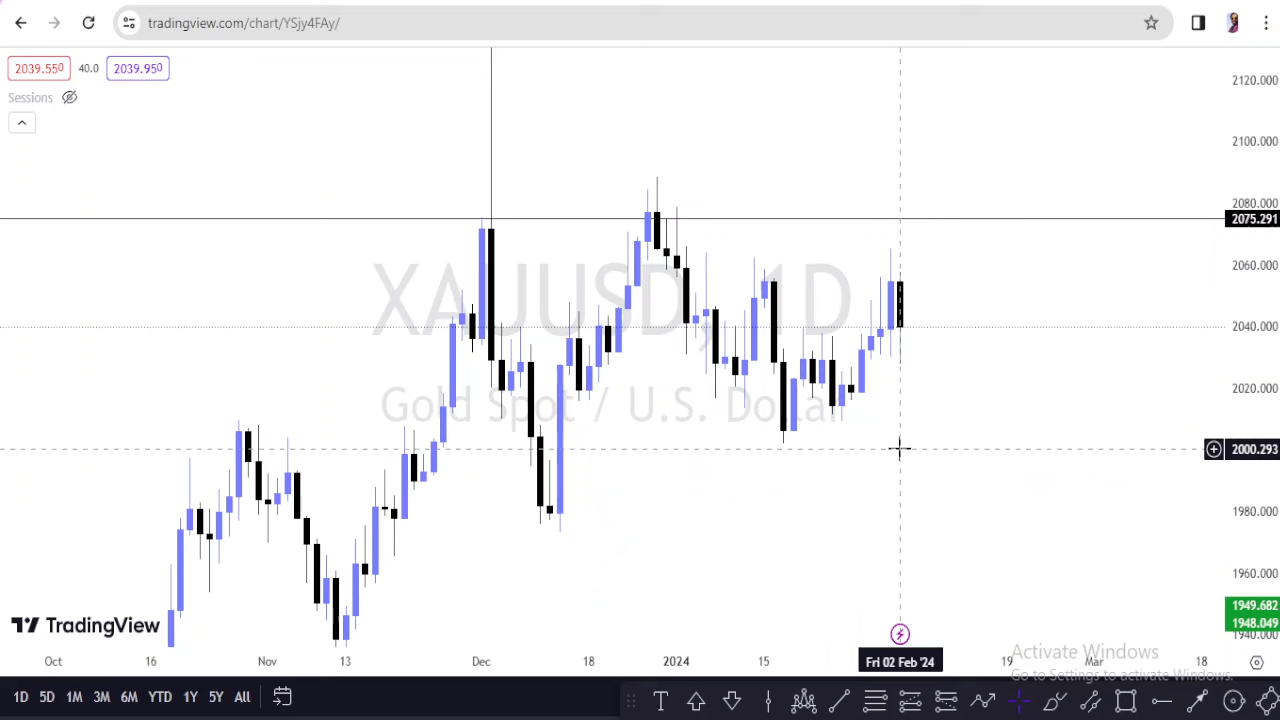 tradingview.com/chart/YSjy4FAy/
2039.550 40.0 2039.950
Sessions
XAUUSD, 1D
Gold Spot / U.S. Dollar
2120.000
2100.000
2080.000
2075.291
2060.000
2040.000
2020.000
2000.293
1980.000
1960.000
1949.682
1948.049
1940.000
TradingView
Oct 16 Nov 13 Dec 18 2024 15 Fri 02 Feb '24 19 Mar 18
Activate Windows
Go to Settings to activate Windows.
1D 5D 1M 3M 6M YTD 1Y 5Y All